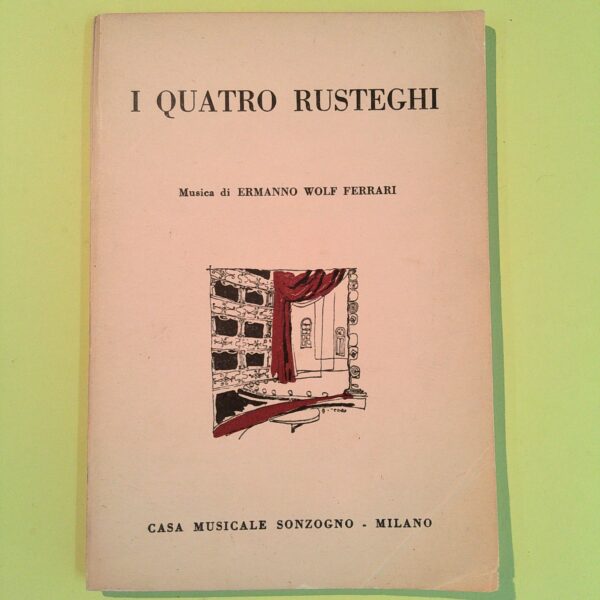 I QUATRO RUSTEGHI
Musica di ERMANNO WOLF FERRARI
CASA MUSICALE SONZOGNO - MILANO